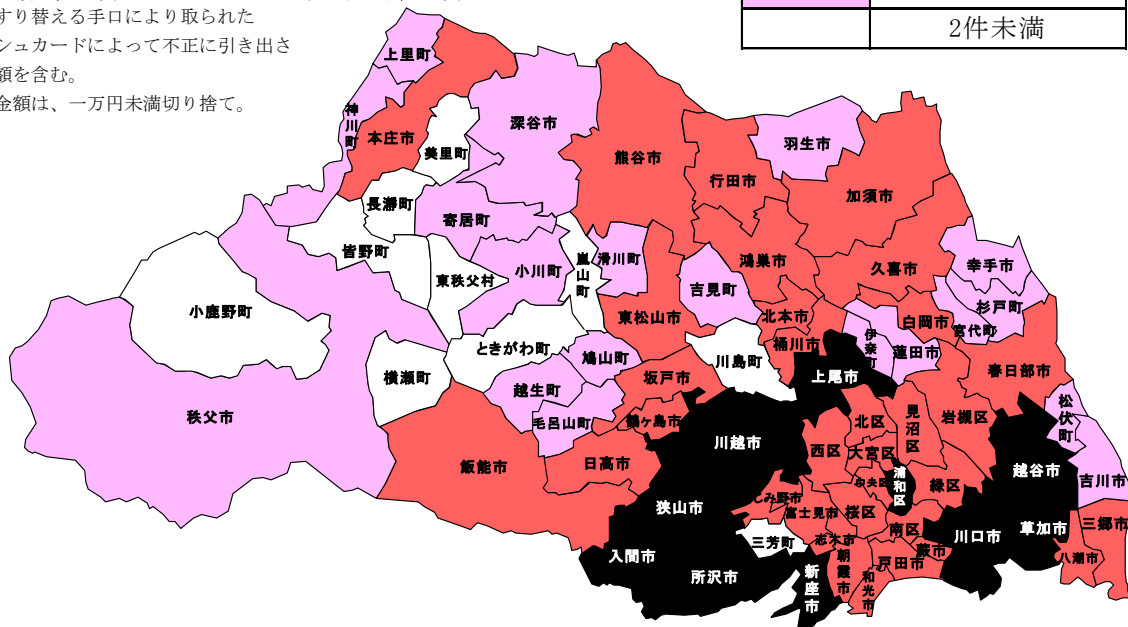 すり替える手口により取られた
シュカードによって不正に引き出さ
額を含む。
金額は、一万円未満切り捨て。
2件未満
上里町
神川町
本庄市
美里町
深谷市
熊谷市
行田市
羽生市
加須市
長瀞町
寄居町
皆野町
東秩父村
小川町
嵐山町
滑川町
吉見町
鴻巣市
久喜市
幸手市
杉戸町
宮代町
小鹿野町
東松山市
北本市
桶川市
白岡市
伊奈町
蓮田市
ときがわ町
鳩山町
川島町
上尾市
春日部市
横瀬町
越生町
坂戸市
秩父市
毛呂山町
鶴ヶ島市
川越市
北区
見沼区
岩槻区
松伏町
飯能市
日高市
西区
大宮区
中央区
浦和区
緑区
越谷市
吉川市
狭山市
じみ野市
富士見市
桜区
南区
川口市
草加市
三郷市
入間市
三芳町
志木市
朝霞市
戸田市
蕨市
八潮市
所沢市
新座市
和光市